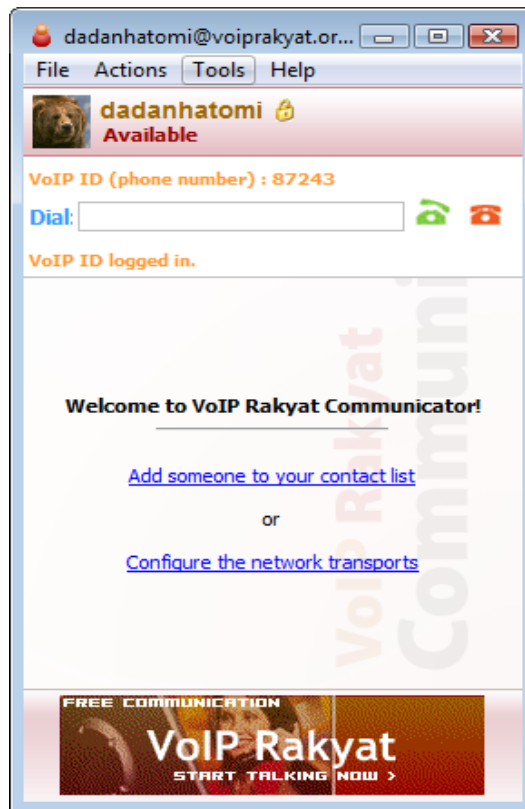 dadanhatomi@voiprakyat.or...
File Actions Tools Help
dadanhatomi
Available
VoIP ID (phone number) : 87243
Dial:
VoIP ID logged in.
Welcome to VoIP Rakyat Communicator!
Add someone to your contact list
or
Configure the network transports
VoIP Rakyat
Communi
FREE COMMUNICATION
VoIP Rakyat
START TALKING NOW >